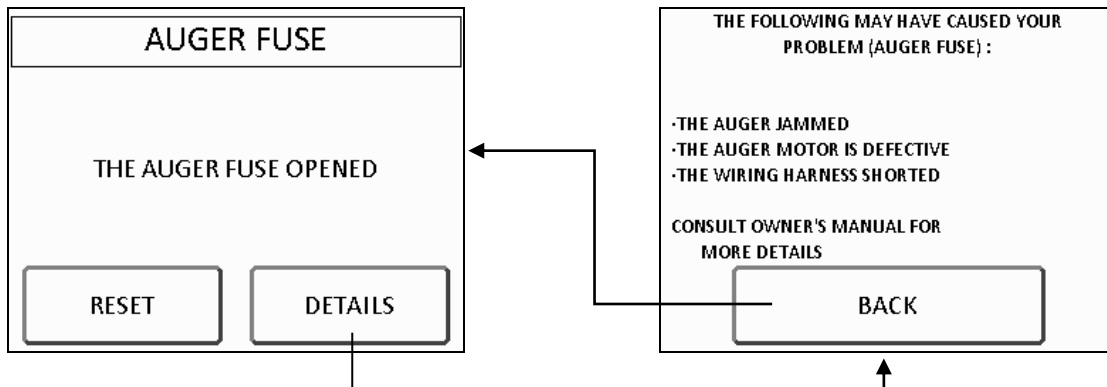 AUGER FUSE
THE AUGER FUSE OPENED
RESET
DETAILS
THE FOLLOWING MAY HAVE CAUSED YOUR
PROBLEM (AUGER FUSE) :
·THE AUGER JAMMED
·THE AUGER MOTOR IS DEFECTIVE
·THE WIRING HARNESS SHORTED
CONSULT OWNER'S MANUAL FOR
MORE DETAILS
BACK